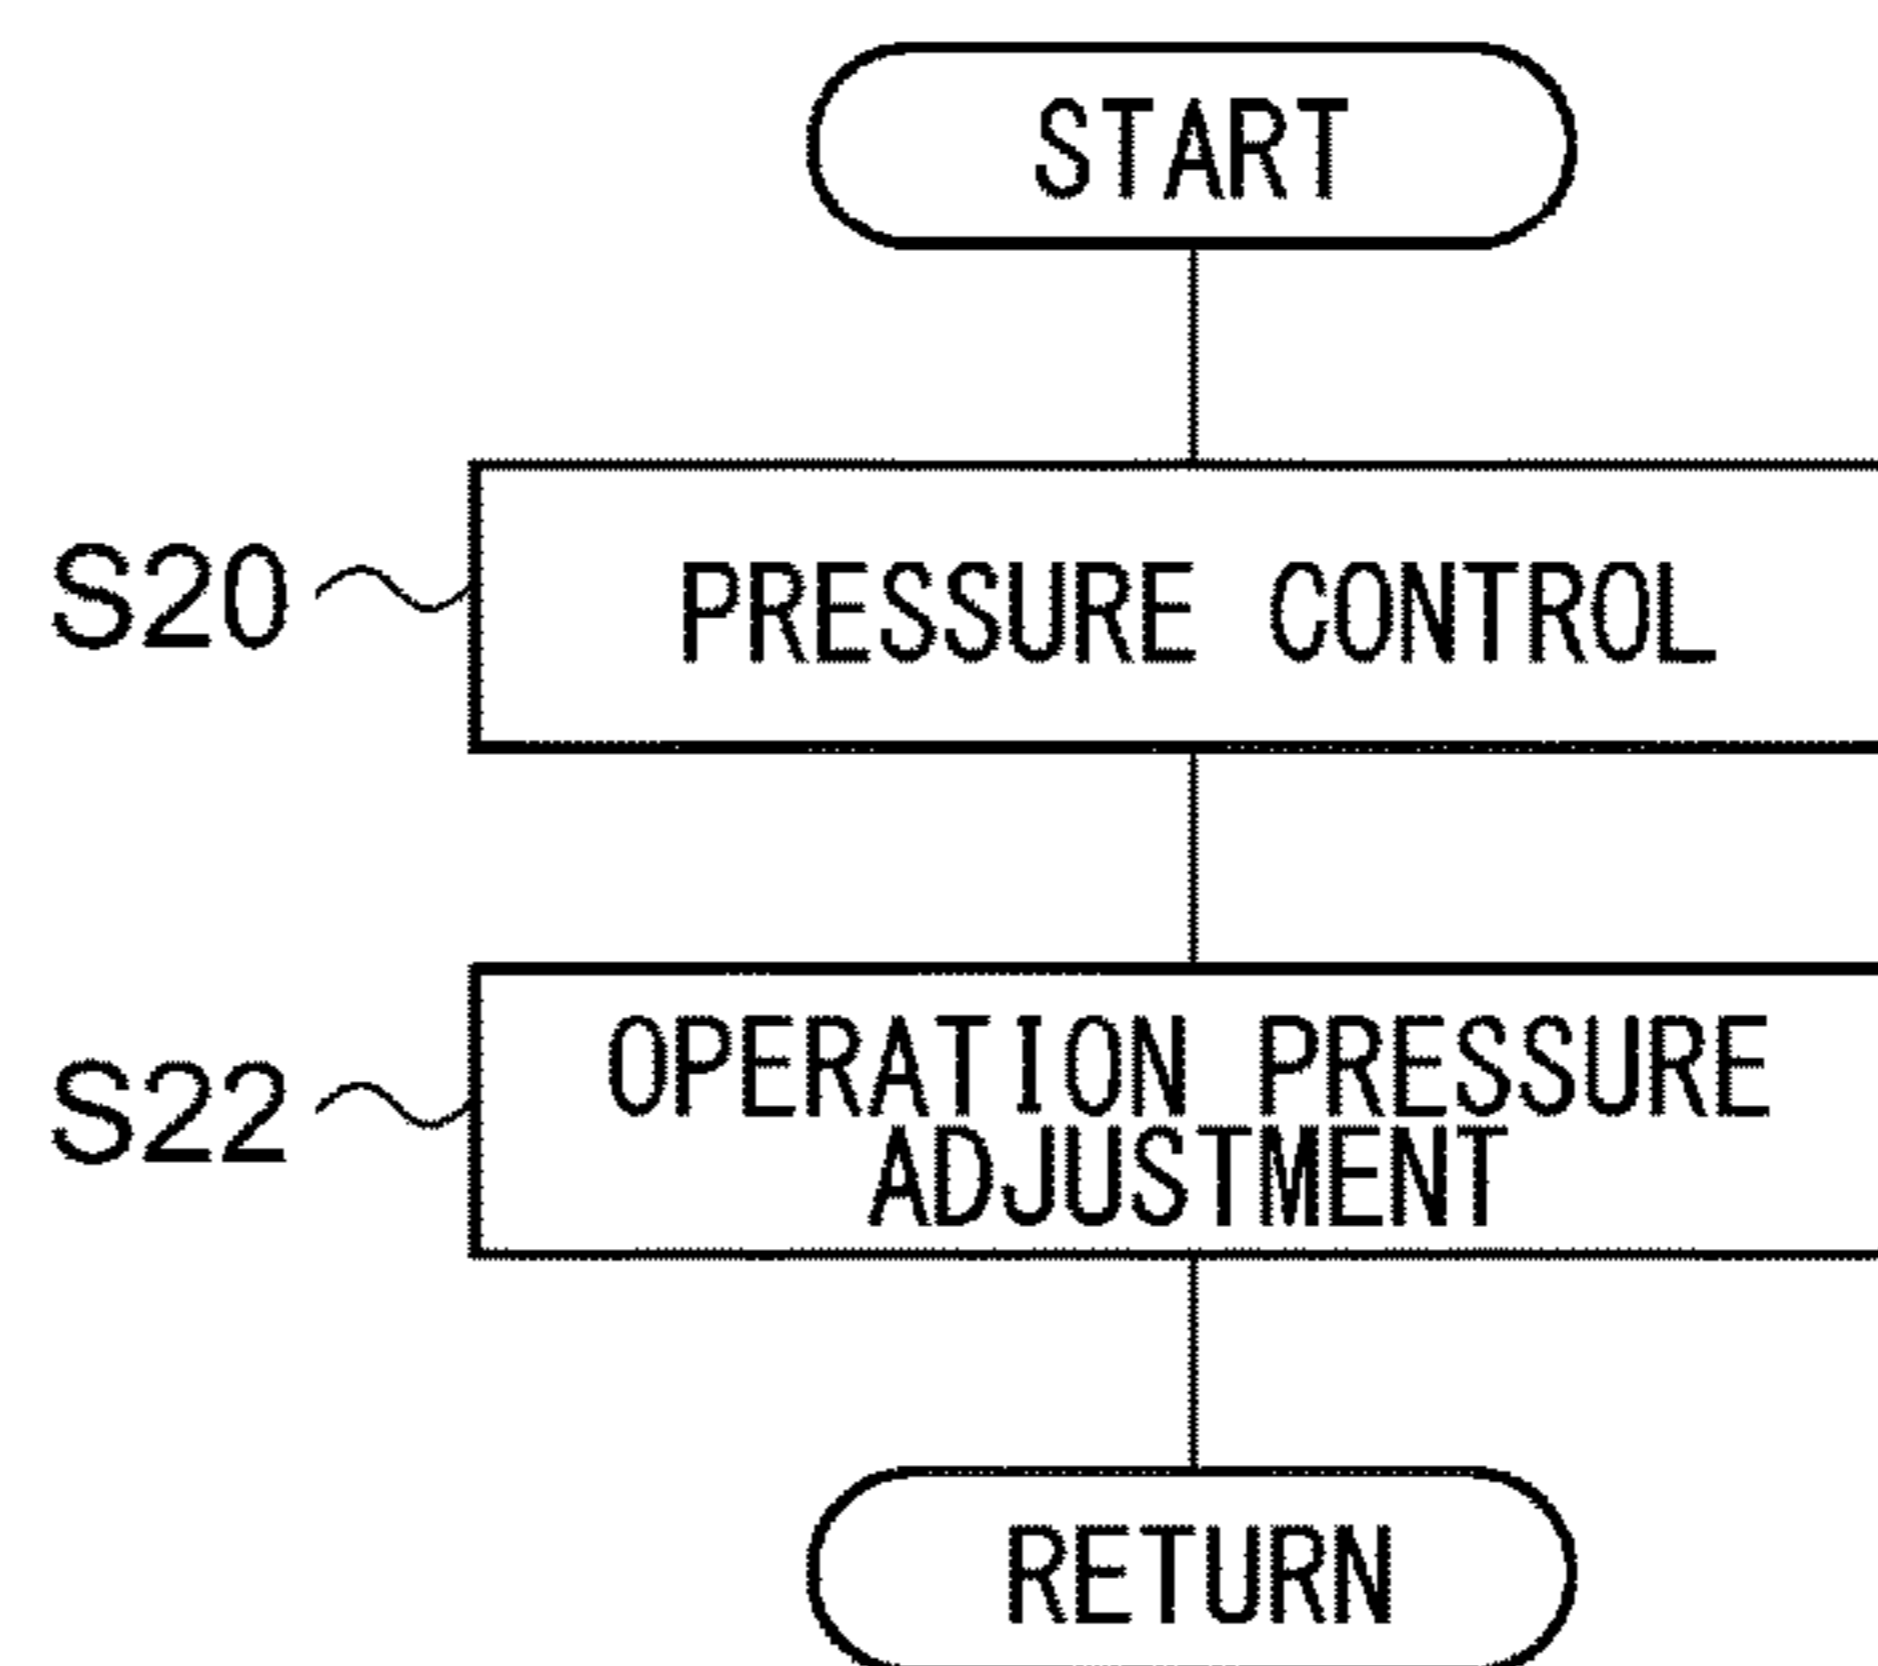 START
S20
PRESSURE CONTROL
S22
OPERATION PRESSURE
ADJUSTMENT
RETURN